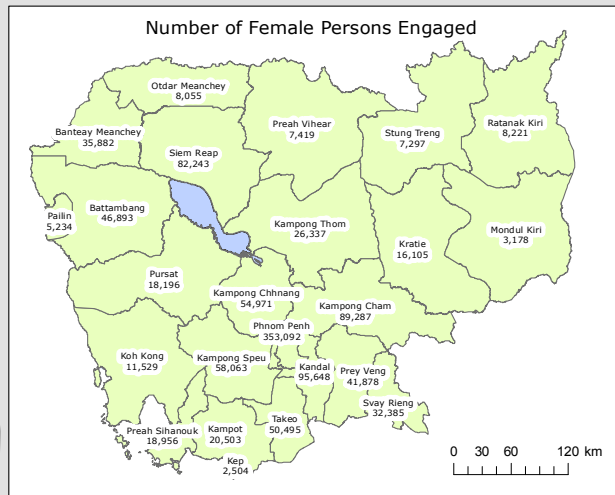 Number of Female Persons Engaged
Otdar Meanchey
8,055
Banteay Meanchey
35,882
Siem Reap
82,243
Preah Vihear
7,419
Stung Treng
7,297
Ratanak Kiri
8,221
Pailin
5,234
Battambang
46,893
Kampong Thom
26,337
Kratie
16,105
Mondul Kiri
3,178
Pursat
18,196
Kampong Chhnang
54,971
Kampong Cham
89,287
Phnom Penh
353,092
Koh Kong
11,529
Kampong Speu
58,063
Kandal
95,648
Prey Veng
41,878
Svay Rieng
32,385
Preah Sihanouk
18,956
Kampot
20,503
Takeo
50,495
Kep
2,504
0 30 60 120 km